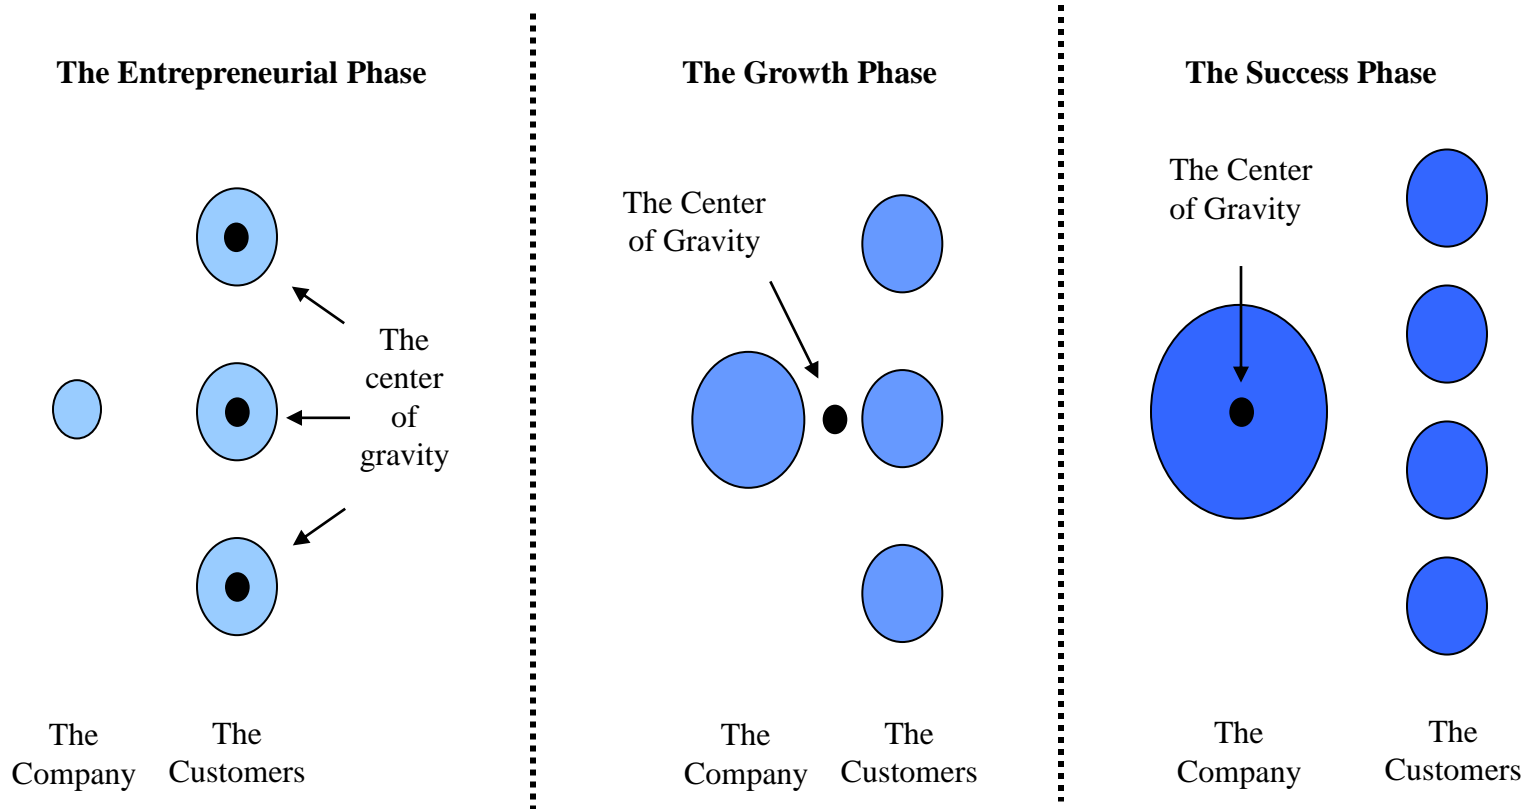 The Entrepreneurial Phase
The
center
of
gravity
The
Company
The
Customers
The Growth Phase
The Center
of Gravity
The
Company
The
Customers
The Success Phase
The Center
of Gravity
The
Company
The
Customers